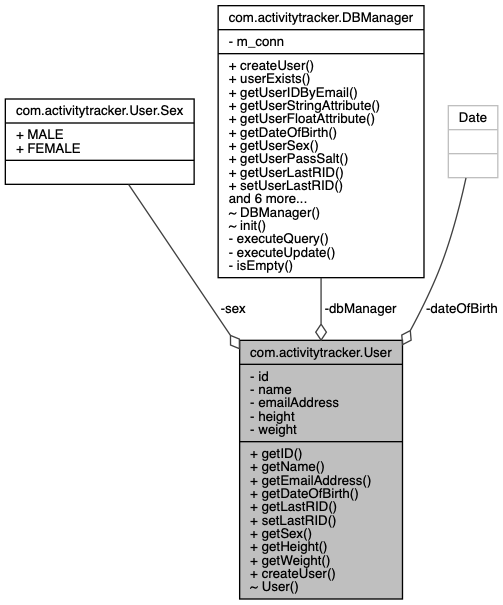 com.activitytracker.DBManager
- m_conn
+ createUser()
+ userExists()
+ getUserIDByEmail()
+ getUserStringAttribute()
+ getUserFloatAttribute()
+ getDateOfBirth()
+ getUserSex()
+ getUserPassSalt()
+ getUserLastRID()
+ setUserLastRID()
and 6 more...
~ DBManager()
~ init()
- executeQuery()
- executeUpdate()
- isEmpty()
com.activitytracker.User.Sex
+ MALE
+ FEMALE
Date
-sex
-dbManager
-dateOfBirth
com.activitytracker.User
- id
- name
- emailAddress
- height
- weight
+ getID()
+ getName()
+ getEmailAddress()
+ getDateOfBirth()
+ getLastRID()
+ setLastRID()
+ getSex()
+ getHeight()
+ getWeight()
+ createUser()
~ User()